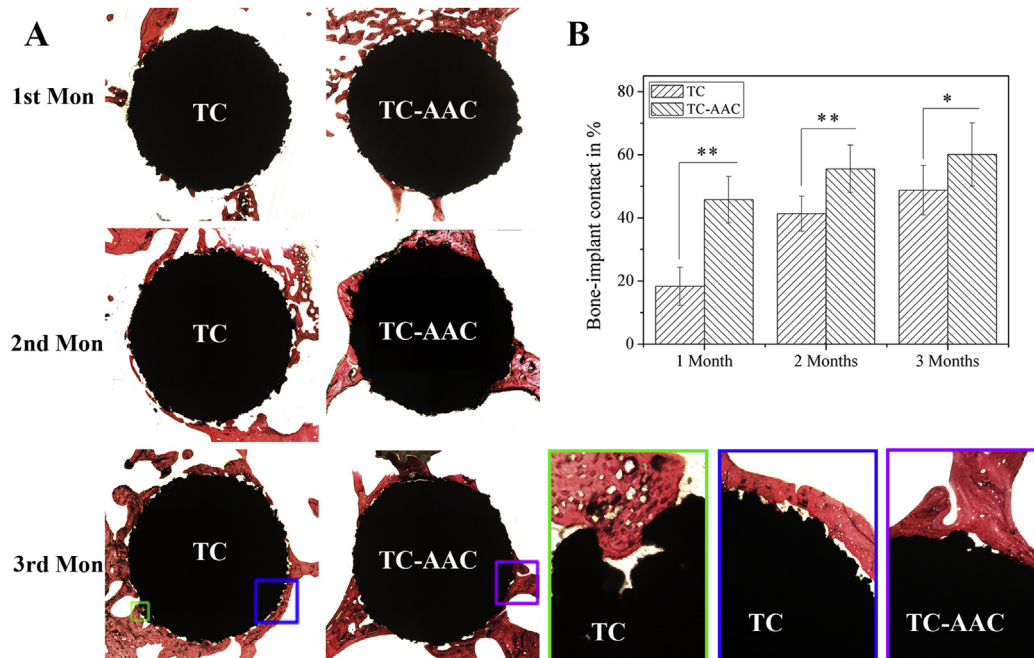 A
1st Mon
TC
TC-AAC
2nd Mon
TC
TC-AAC
3rd Mon
TC
TC-AAC
B
Bone-implant contact in %
80
60
40
20
0
TC
TC-AAC
**
**
*
1 Month
2 Months
3 Months
TC
TC
TC-AAC